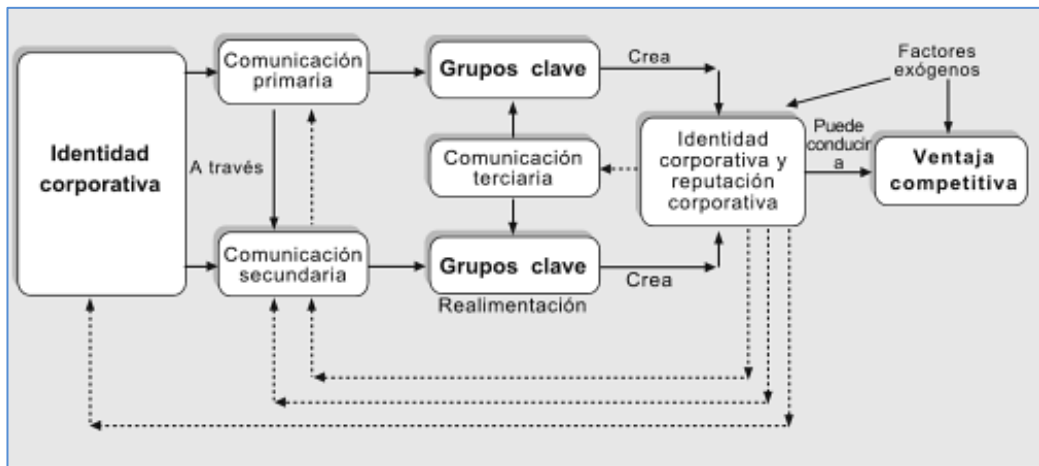 Identidad
corporativa
A través
Comunicación
primaria
Comunicación
secundaria
Grupos clave
Comunicación
terciaria
Grupos clave
Realimentación
Crea
Crea
Identidad
corporativa y
reputación
corporativa
Factores
exógenos
Puede
conducir
a
Ventaja
competitiva